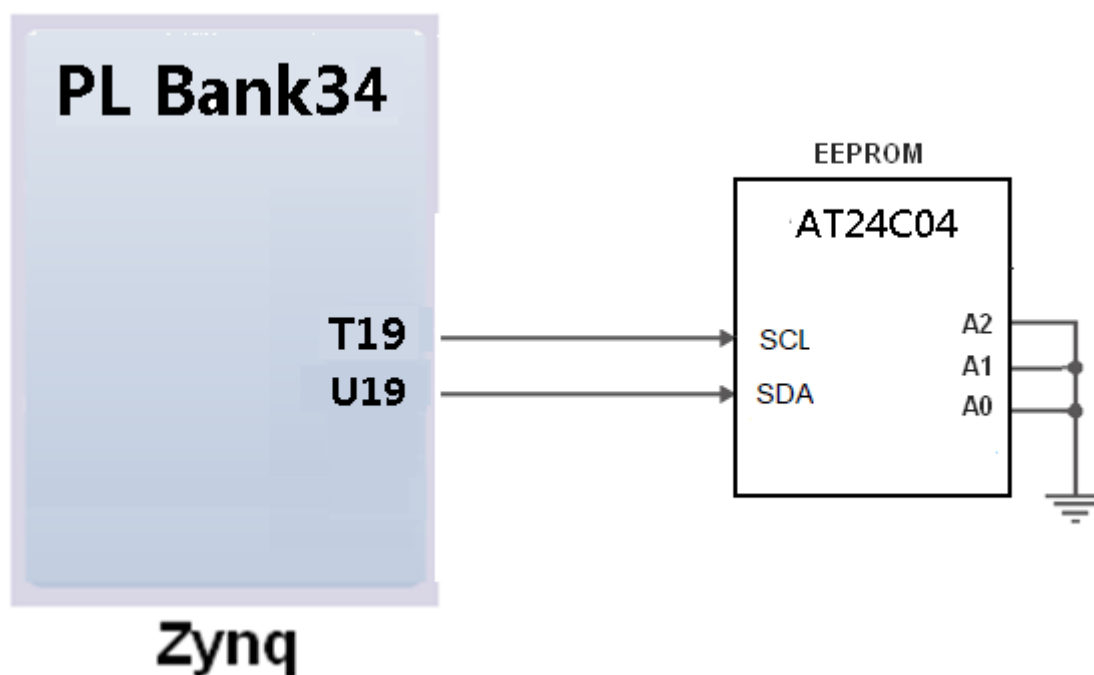 PL Bank34
T19
U19
Zynq
EEPROM
AT24C04
SCL
SDA
A2
A1
A0